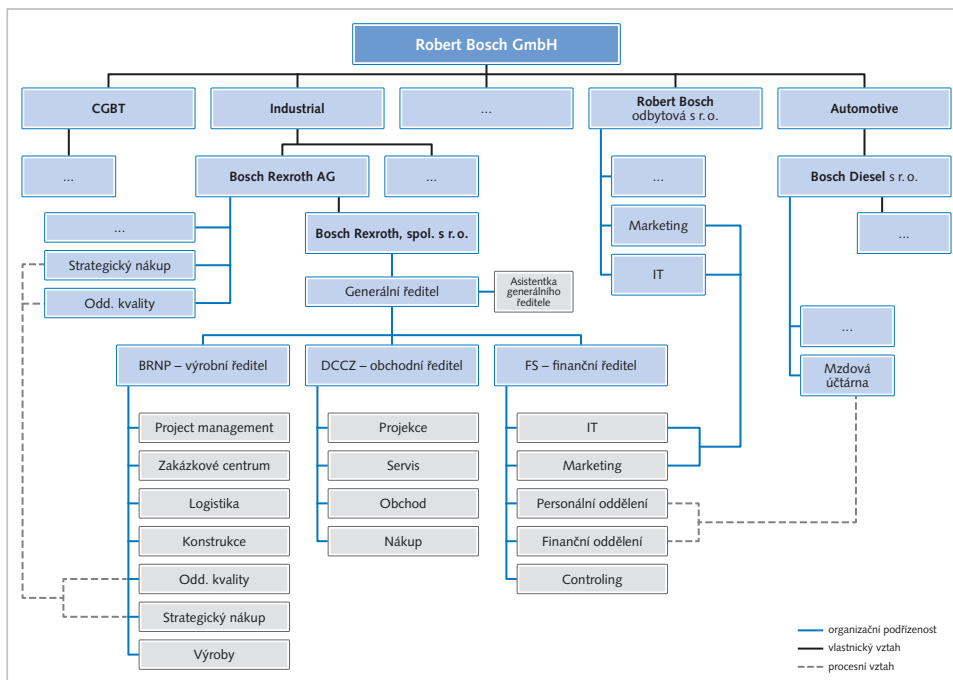 Robert Bosch GmbH
CGBT
Industrial
...
Robert Bosch
odbytová s r. o.
Automotive
...
Bosch Rexroth AG
...
...
Bosch Diesel s r. o.
...
Bosch Rexroth, spol. s r. o.
Marketing
...
Strategický nákup
IT
Odd. kvality
Generální ředitel
Asistentka
generálního
ředitele
...
BRNP – výrobní ředitel
DCCZ – obchodní ředitel
FS – finanční ředitel
Mzdová
účtárna
Project management
Zakázkové centrum
Logistika
Konstrukce
Odd. kvality
Strategický nákup
Výroby
Projekce
Servis
Obchod
Nákup
IT
Marketing
Personální oddělení
Finanční oddělení
Controling
organizační podřízenost
vlastnický vztah
procesní vztah